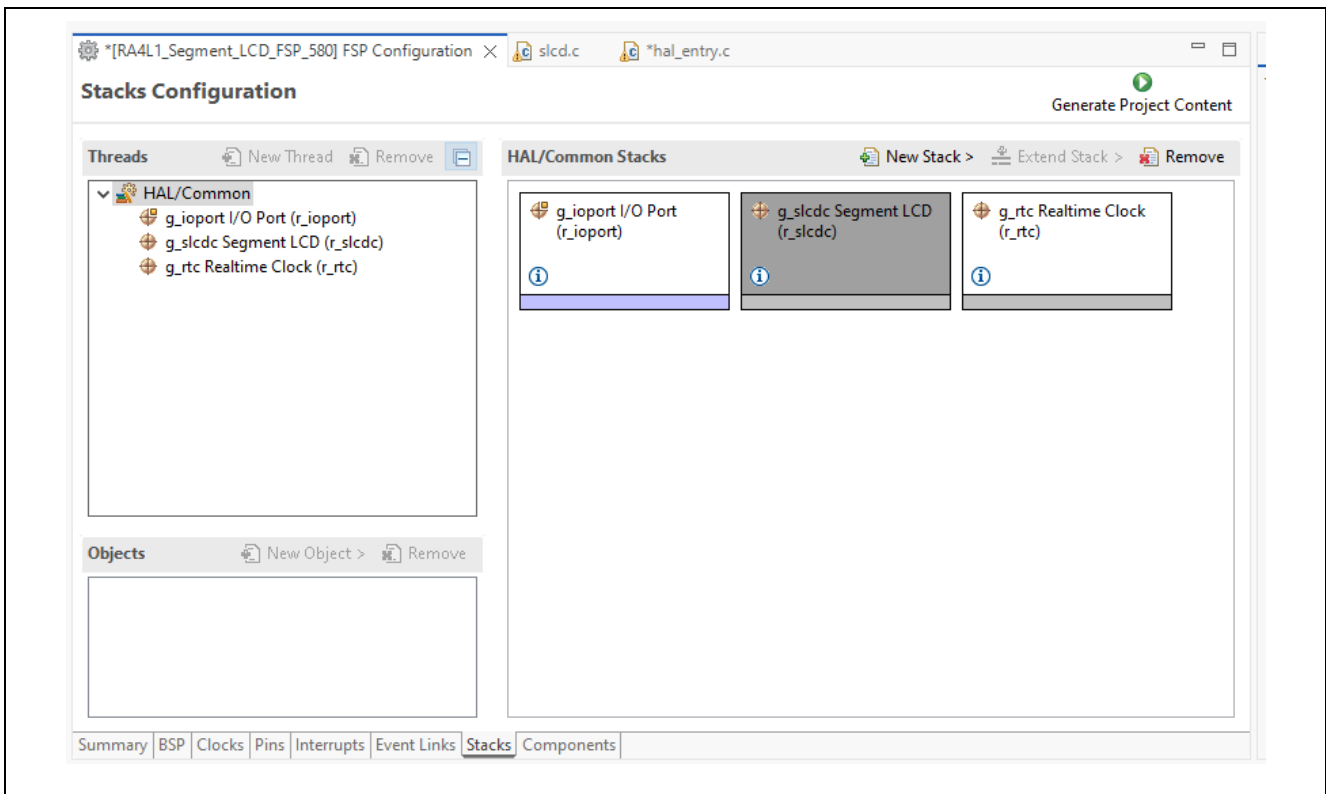 *[RA4L1_Segment_LCD_FSP_580] FSP Configuration slcd.c *hal_entry.c
Stacks Configuration
Generate Project Content
Threads New Thread Remove
HAL/Common
g_ioport I/O Port (r_ioport)
g_slcdc Segment LCD (r_slcdc)
g_rtc Realtime Clock (r_rtc)
Objects New Object > Remove
HAL/Common Stacks New Stack > Extend Stack > Remove
g_ioport I/O Port
(r_ioport)
g_slcdc Segment LCD
(r_slcdc)
g_rtc Realtime Clock
(r_rtc)
Summary BSP Clocks Pins Interrupts Event Links Stacks Components